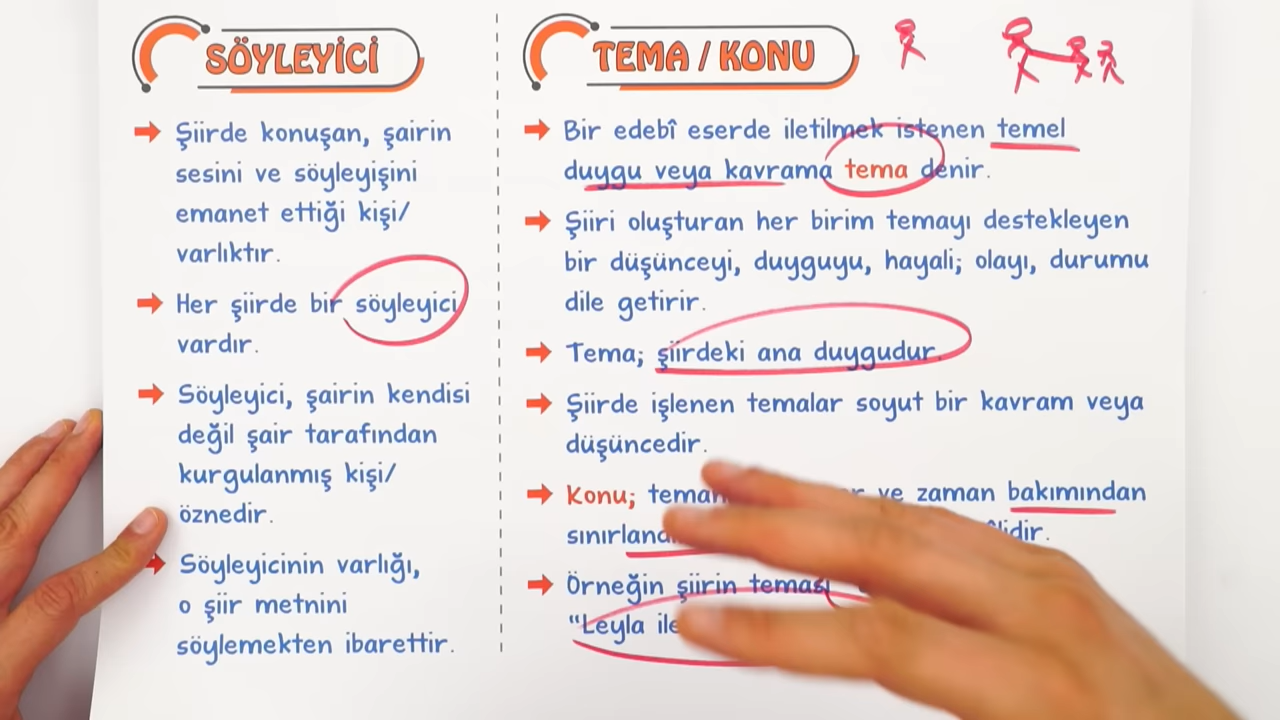 SÖYLEYİCİ
Şiirde konuşan, şairin
sesini ve söyleyişini
emanet ettiği kişi/
varlıktır.
Her şiirde bir söyleyici
vardır.
Söyleyici, şairin kendisi
değil şair tarafından
kurgulanmış kişi/
öznedir.
Söyleyicinin varlığı,
o şiir metnini
söylemekten ibarettir.
TEMA / KONU
Bir edebî eserde iletilmek istenen temel
duygu veya kavrama tema denir.
Şiiri oluşturan her birim temayı destekleyen
bir düşünceyi, duyguyu, hayali; olayı, durumu
dile getirir.
Tema; şiirdeki ana duygudur.
Şiirde işlenen temalar soyut bir kavram veya
düşüncedir.
Konu; ve zaman bakımından
Örneğin şiirin teması
"Leyla ile